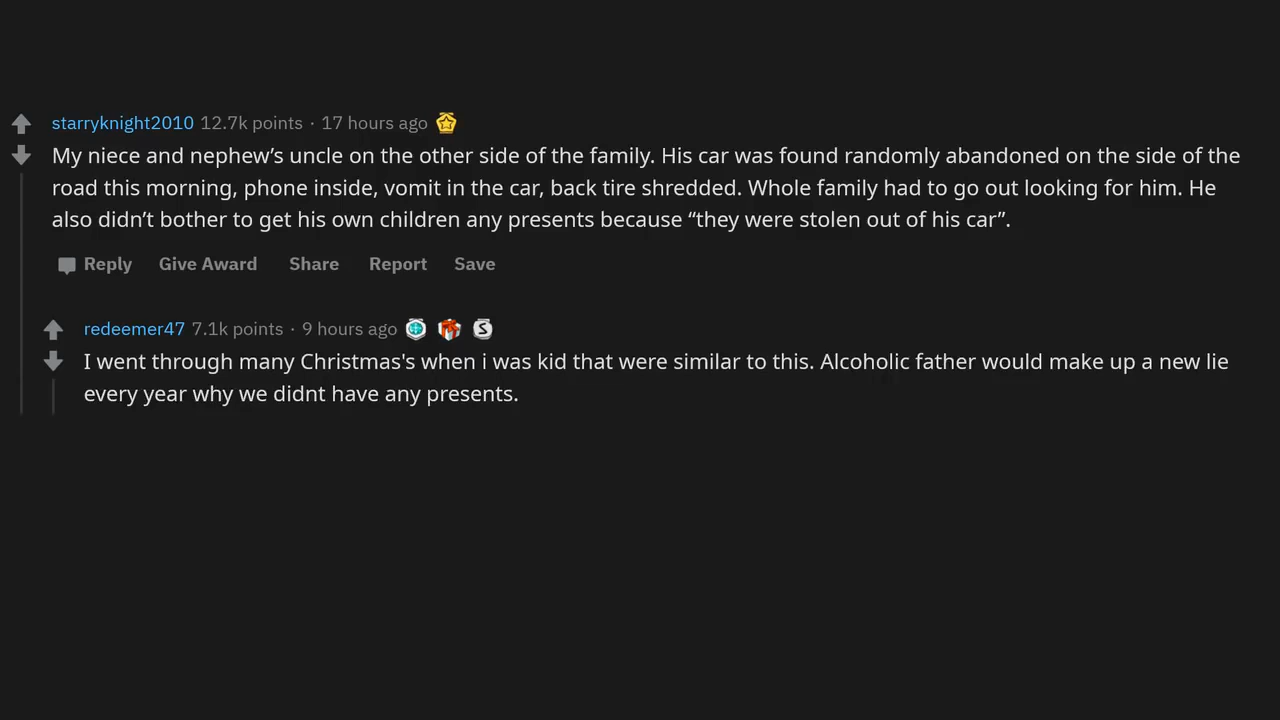 starryknight2010 12.7k points · 17 hours ago
My niece and nephew’s uncle on the other side of the family. His car was found randomly abandoned on the side of the
road this morning, phone inside, vomit in the car, back tire shredded. Whole family had to go out looking for him. He
also didn’t bother to get his own children any presents because “they were stolen out of his car”.
Reply Give Award Share Report Save
redeemer47 7.1k points · 9 hours ago
I went through many Christmas's when i was kid that were similar to this. Alcoholic father would make up a new lie
every year why we didnt have any presents.